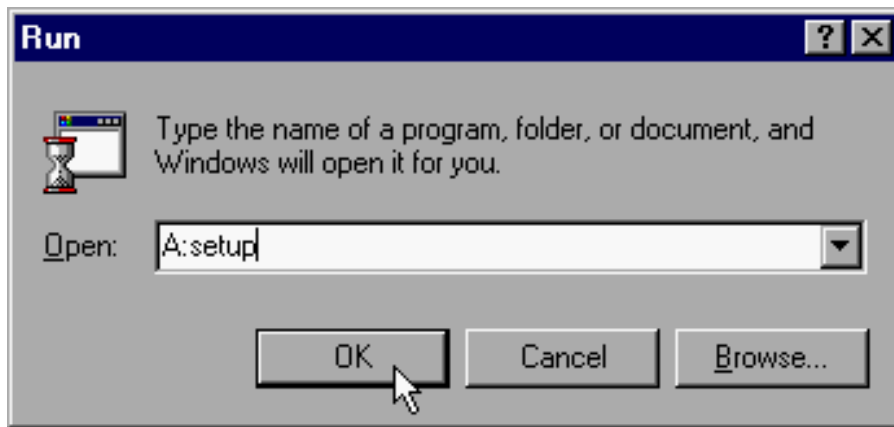 Run
Type the name of a program, folder, or document, and
Windows will open it for you.
Open: A:setup
OK Cancel Browse...